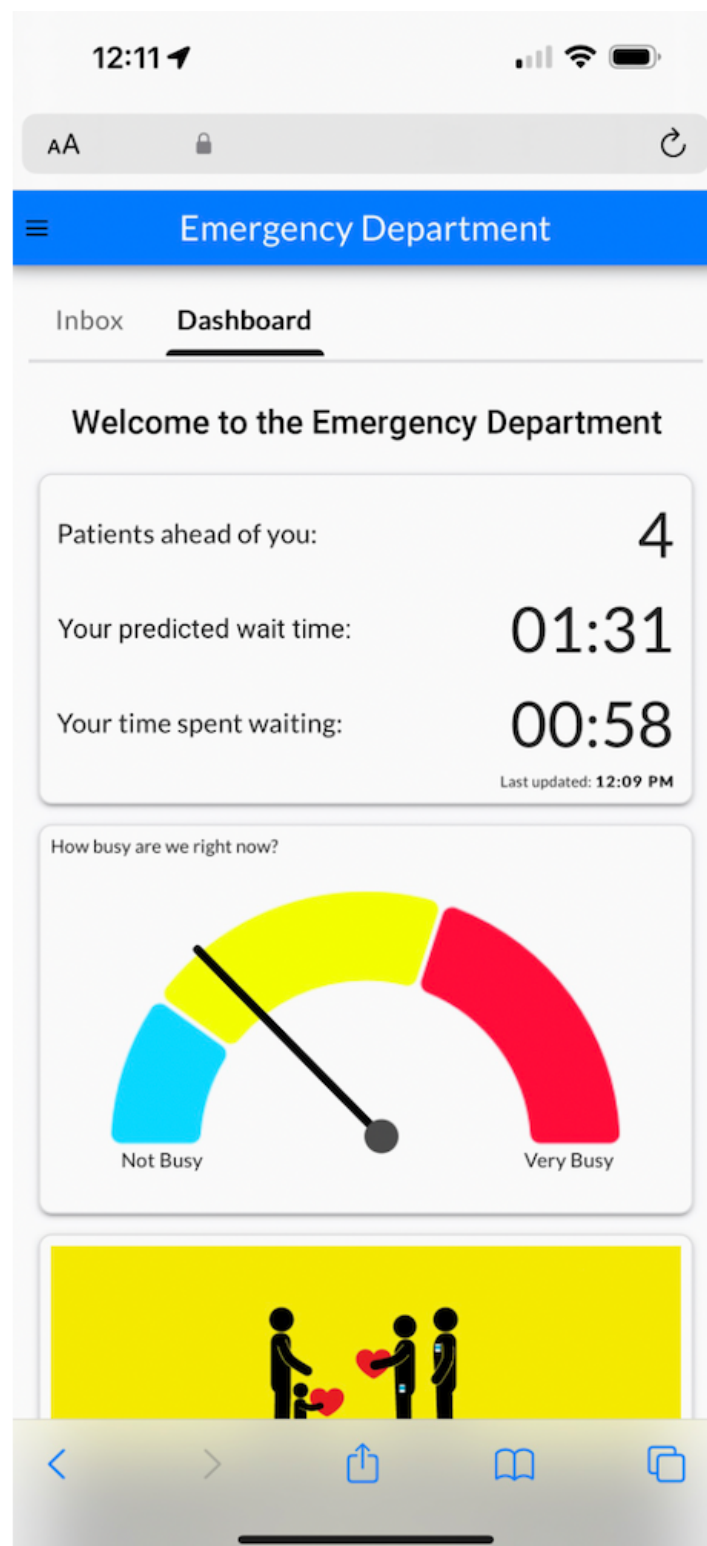 12:11
AA
Emergency Department
Inbox Dashboard
Welcome to the Emergency Department
Patients ahead of you: 4
Your predicted wait time: 01:31
Your time spent waiting: 00:58
Last updated: 12:09 PM
How busy are we right now?
Not Busy Very Busy